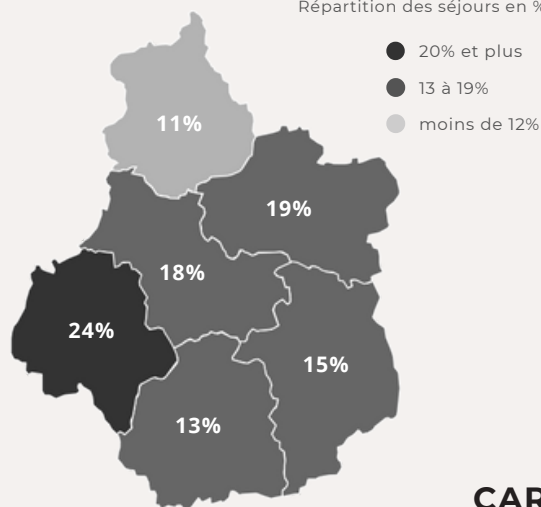 Répartition des séjours en %
20% et plus
13 à 19%
moins de 12%
11%
19%
18%
24%
15%
13%
CAR